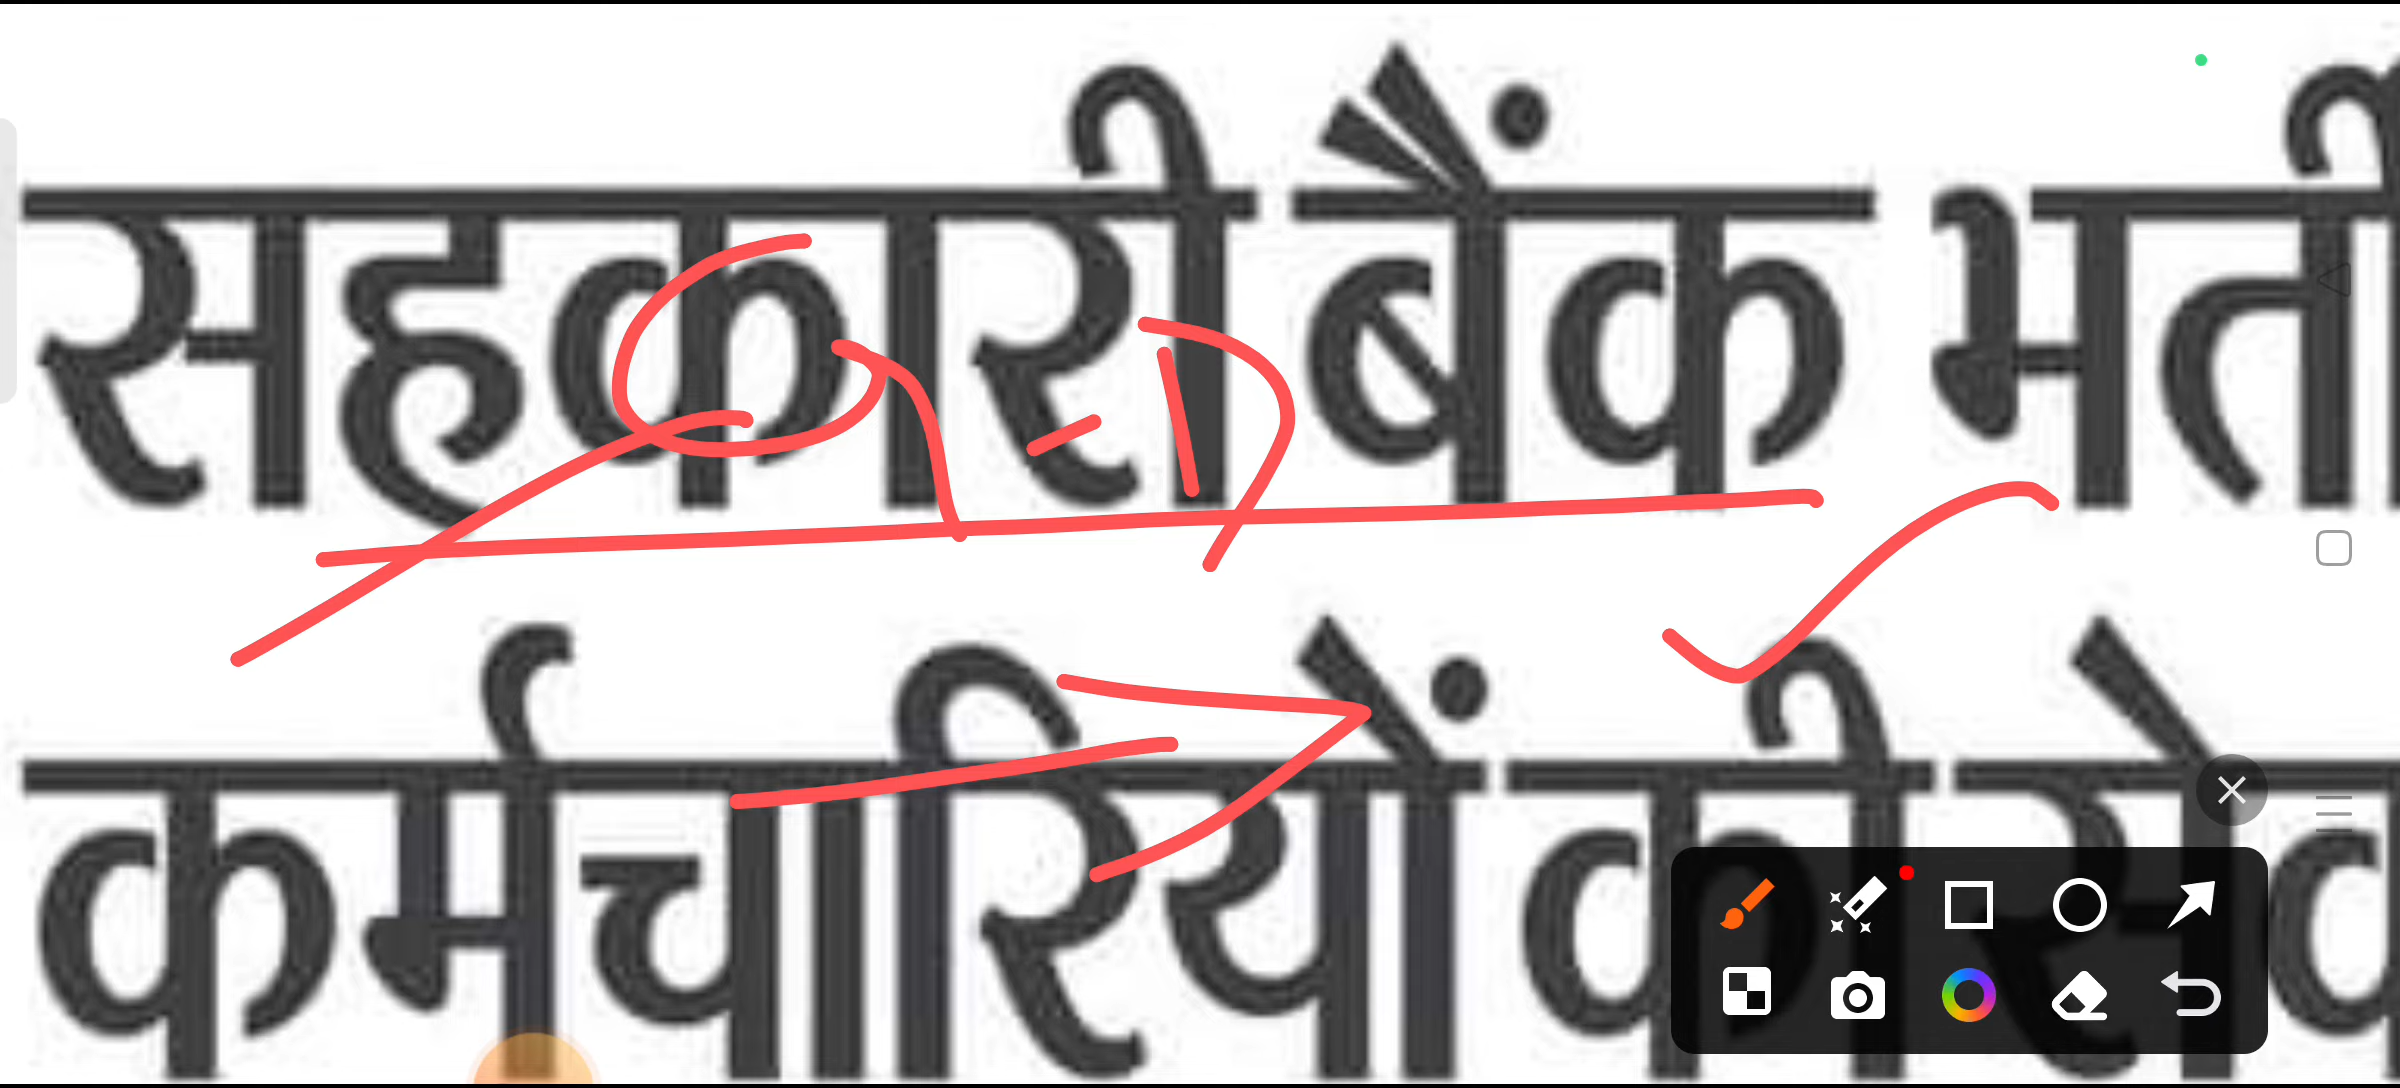 सहकारी बैंक भर्ती
कर्मचारियों की